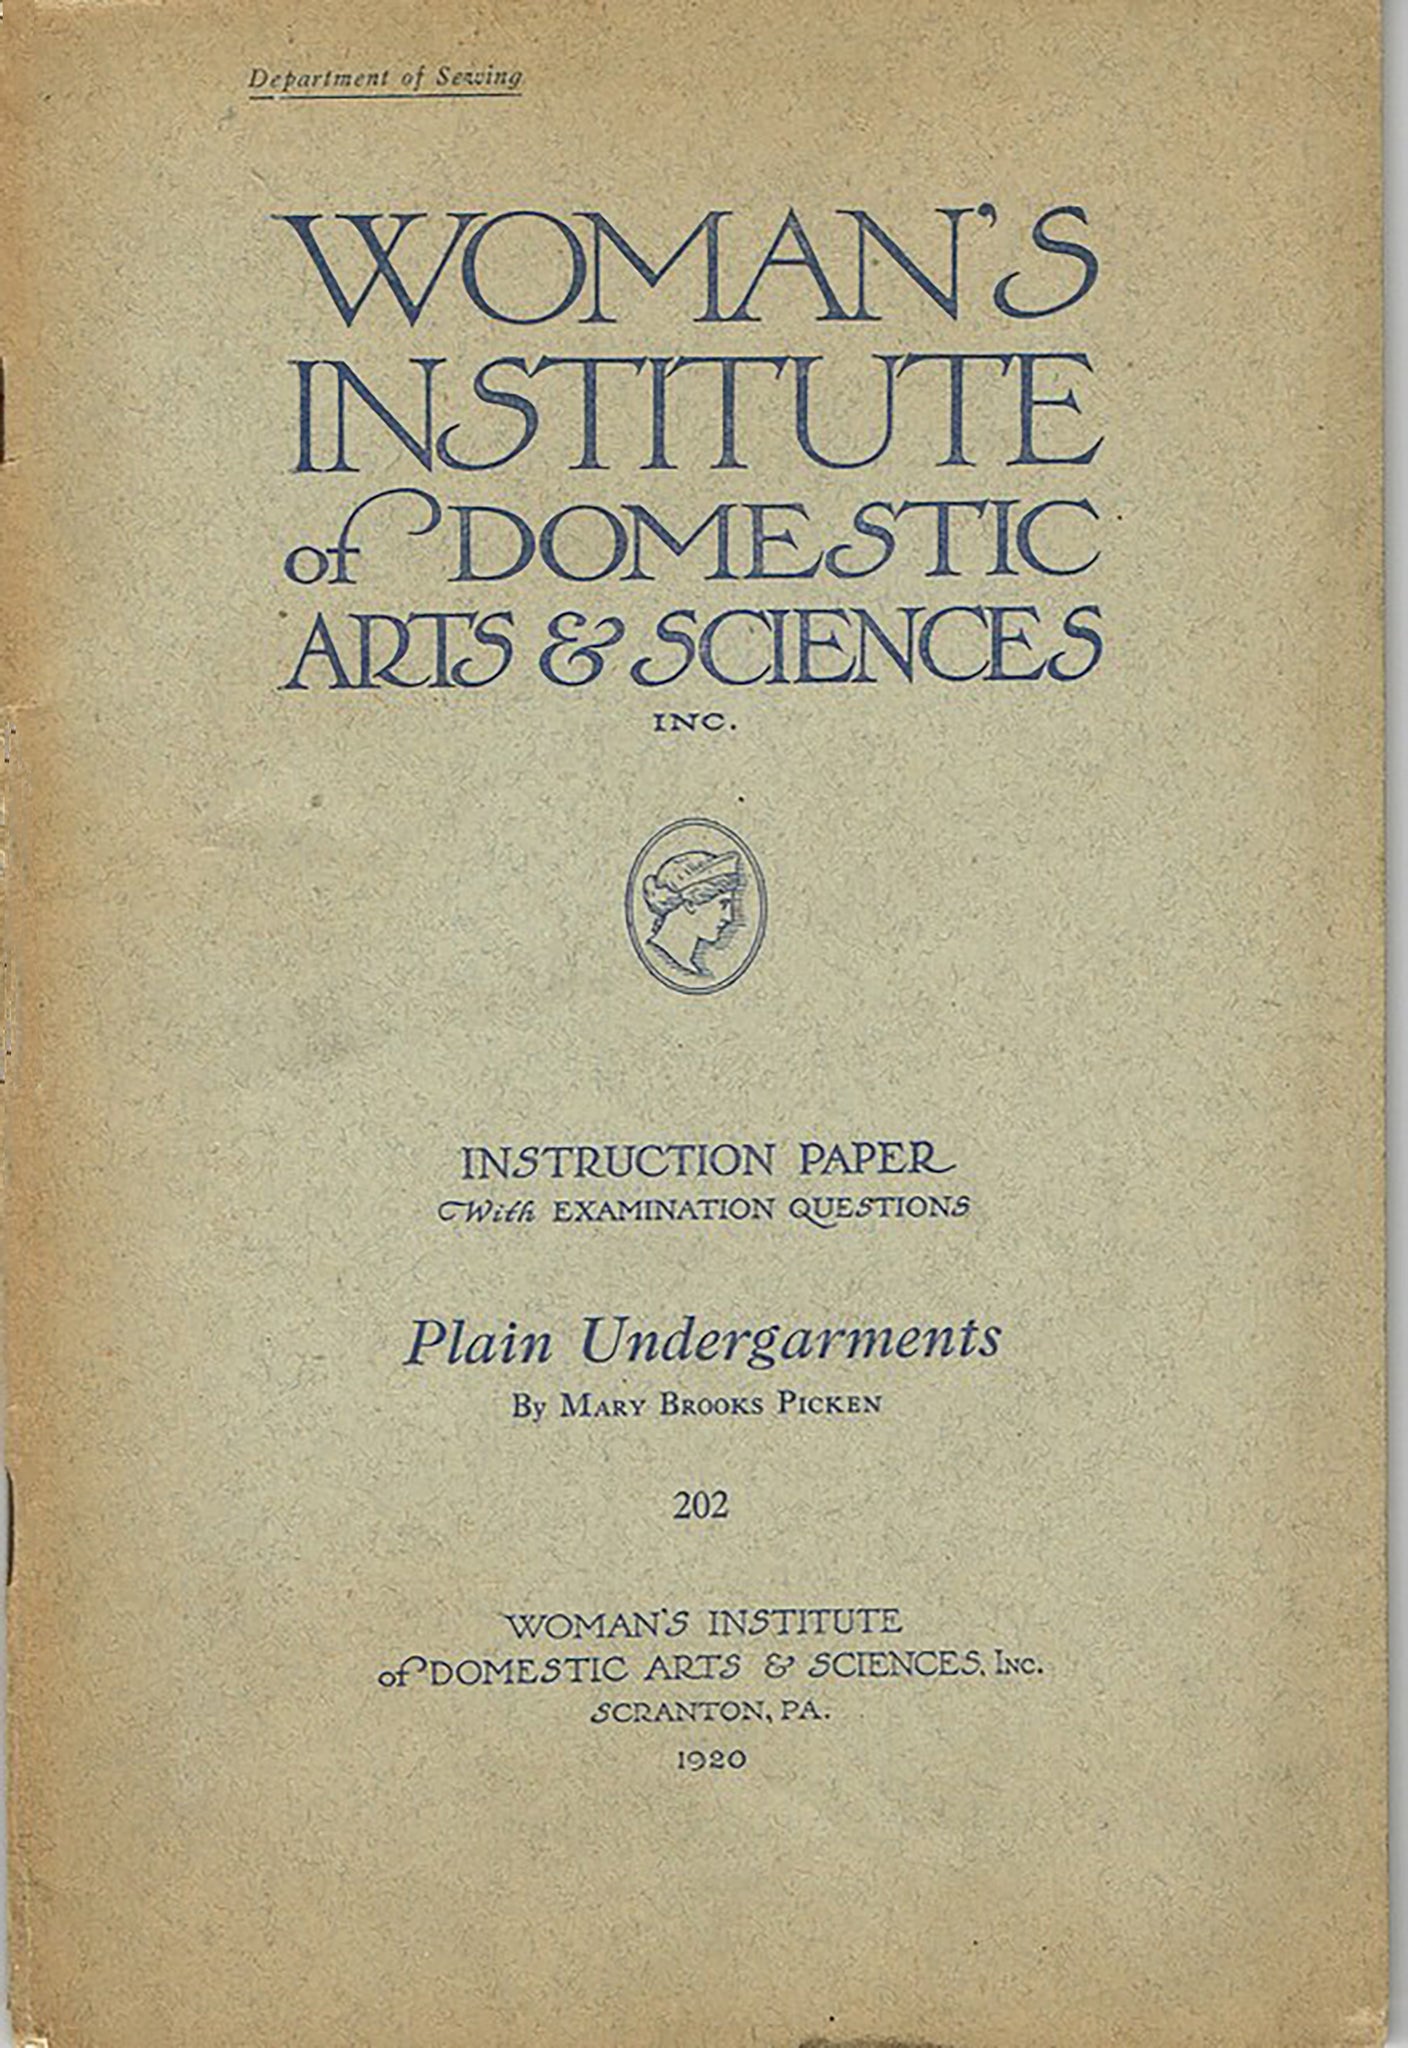 Department of Sewing
WOMAN'S
INSTITUTE
of DOMESTIC
ARTS & SCIENCES
INC.
INSTRUCTION PAPER
With EXAMINATION QUESTIONS
Plain Undergarments
By MARY BROOKS PICKEN
202
WOMAN'S INSTITUTE
of DOMESTIC ARTS & SCIENCES, INC.
SCRANTON, PA.
1920